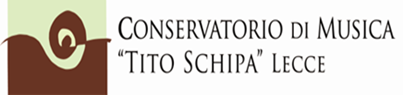 CONSERVATORIO DI MUSICA
“TITO SCHIPA” LECCE